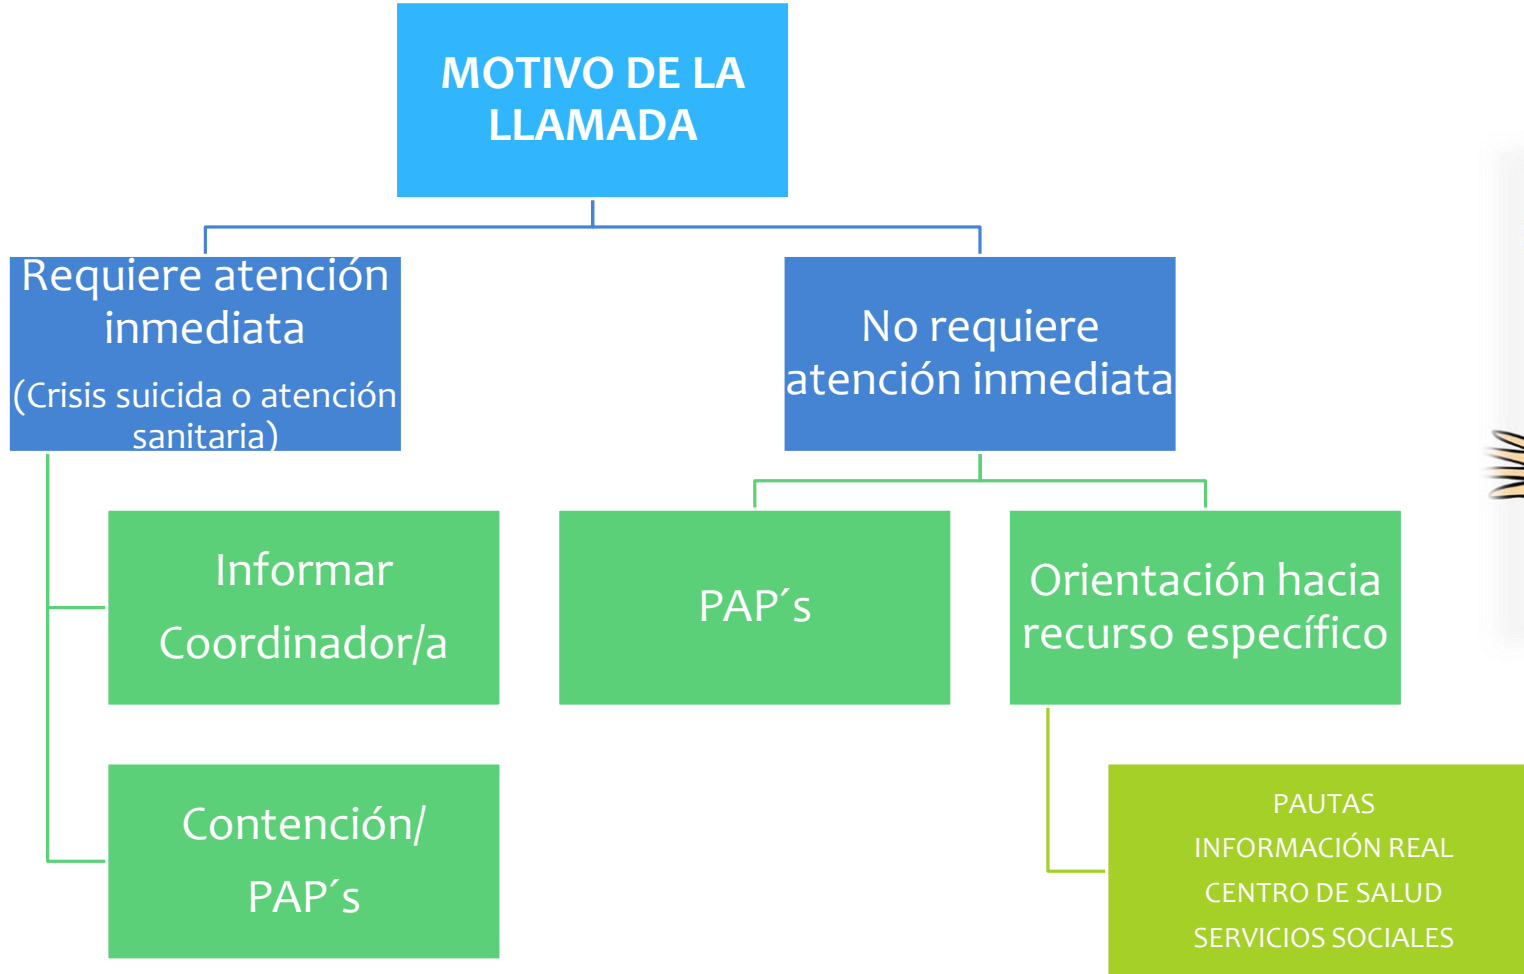 MOTIVO DE LA
LLAMADA
Requiere atención
inmediata
(Crisis suicida o atención
sanitaria)
No requiere
atención inmediata
Informar
Coordinador/a
PAP´s
Orientación hacia
recurso específico
Contención/
PAP´s
PAUTAS
INFORMACIÓN REAL
CENTRO DE SALUD
SERVICIOS SOCIALES